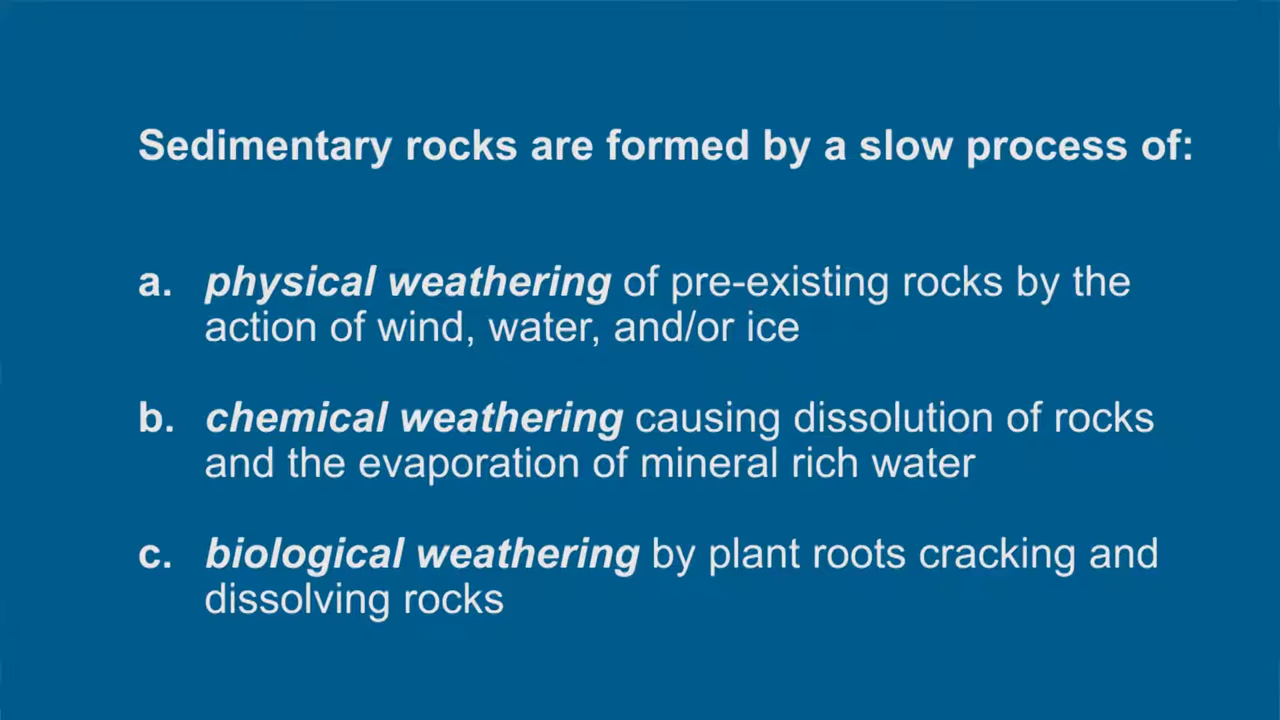 Sedimentary rocks are formed by a slow process of:
a. physical weathering of pre-existing rocks by the
action of wind, water, and/or ice
b. chemical weathering causing dissolution of rocks
and the evaporation of mineral rich water
c. biological weathering by plant roots cracking and
dissolving rocks